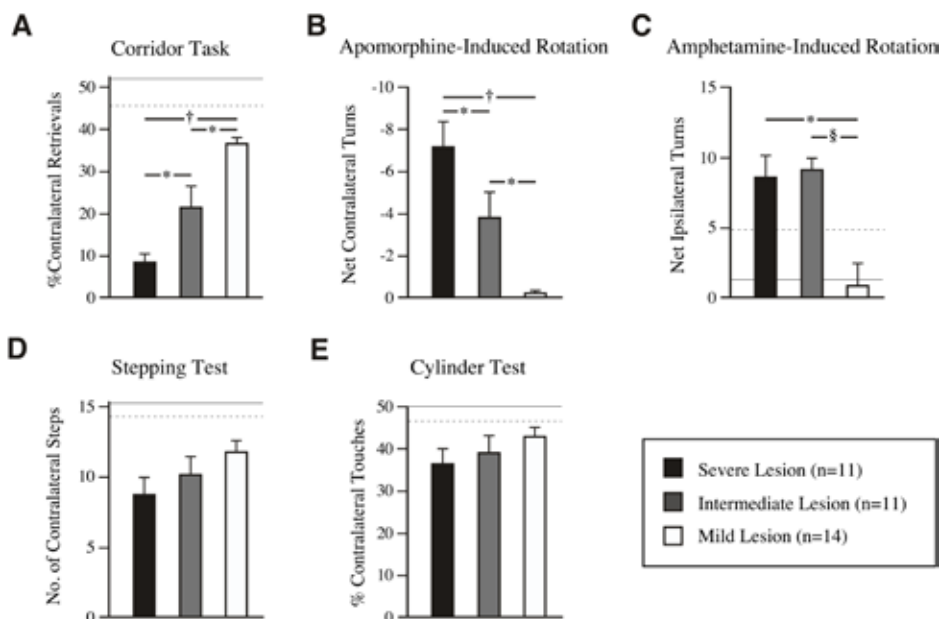 A
Corridor Task
%Contralateral Retrievals
50
40
30
20
10
0
†
*
*
B
Apomorphine-Induced Rotation
Net Contralateral Turns
-10
-8
-6
-4
-2
0
†
*
*
C
Amphetamine-Induced Rotation
Net Ipsilateral Turns
15
10
5
0
*
§
D
Stepping Test
No. of Contralateral Steps
15
10
5
0
E
Cylinder Test
% Contralateral Touches
50
40
30
20
10
0
Severe Lesion (n=11)
Intermediate Lesion (n=11)
Mild Lesion (n=14)